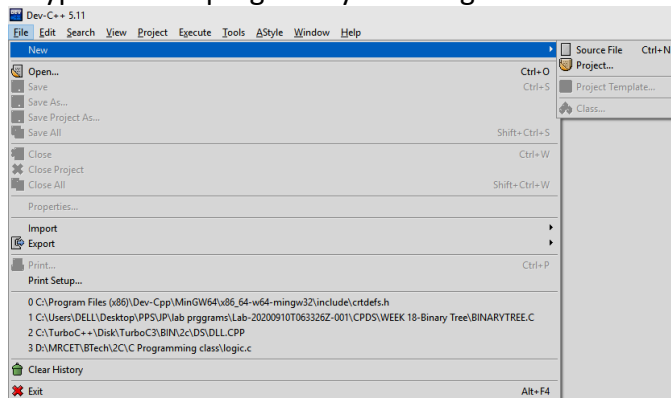 Dev-C++ 5.11
File Edit Search View Project Execute Tools AStyle Window Help
New
Source File Ctrl+N
Project...
Project Template...
Class...
Open... Ctrl+O
Save Ctrl+S
Save As...
Save Project As...
Save All Shift+Ctrl+S
Close Ctrl+W
Close Project
Close All Shift+Ctrl+W
Properties...
Import
Export
Print... Ctrl+P
Print Setup...
0 C:\Program Files (x86)\Dev-Cpp\MinGW64\x86_64-w64-mingw32\include\crtdefs.h
1 C:\Users\DELL\Desktop\PPS\JP\lab prggrams\Lab-20200910T063326Z-001\CPDS\WEEK 18-Binary Tree\BINARYTREE.C
2 C:\TurboC++\Disk\TurboC3\BIN\2c\DS\DLL.CPP
3 D:\MRCET\BTech\2C\C Programming class\logic.c
Clear History
Exit Alt+F4